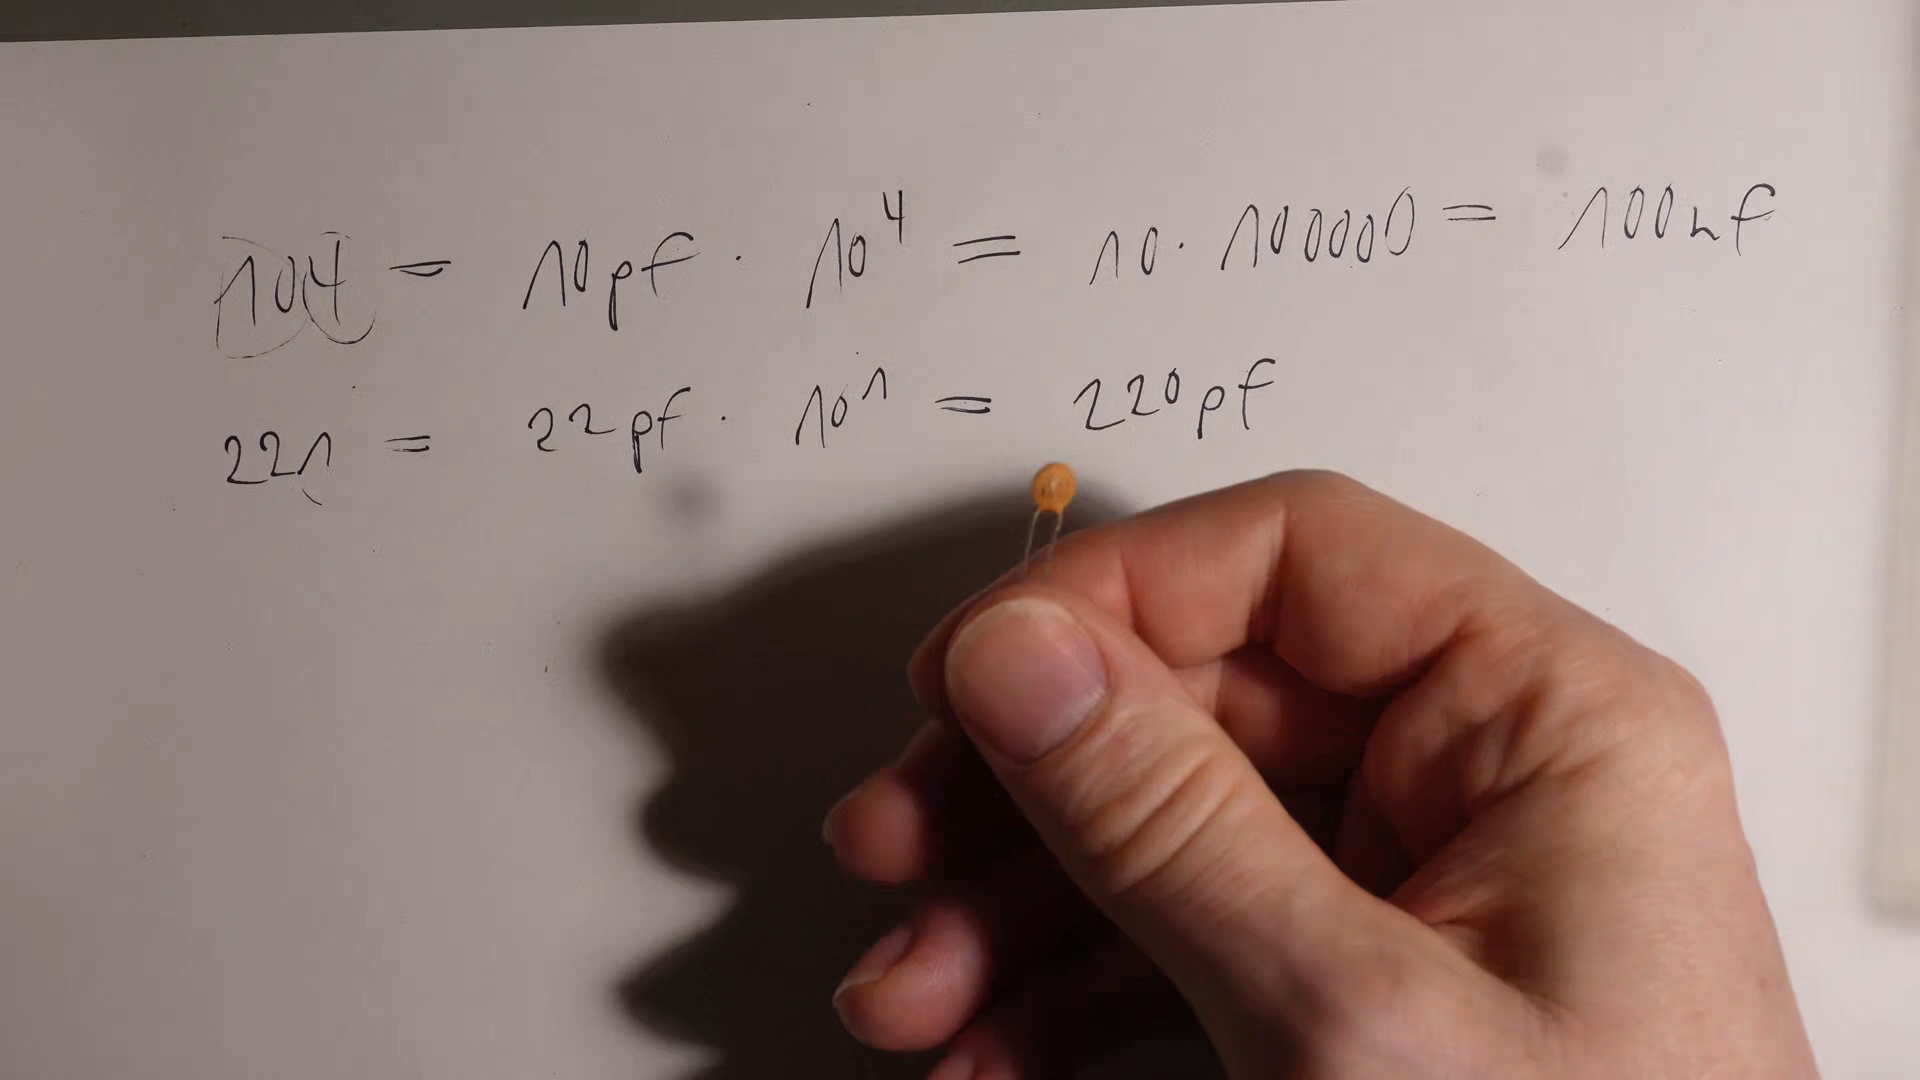 104 = 10pf · 10⁴ = 10 · 100000 = 100nf
221 = 22pf · 10¹ = 220pf